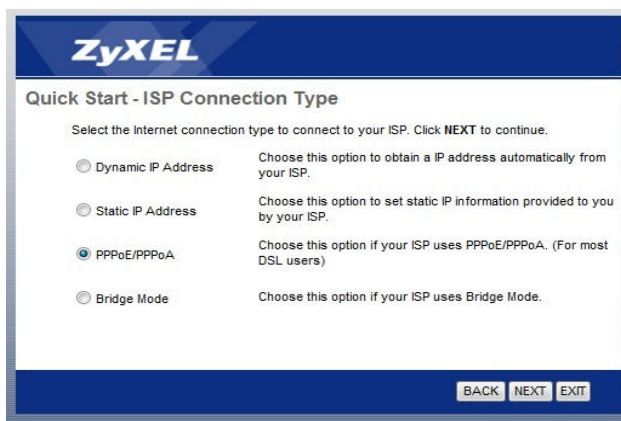 ZyXEL
Quick Start - ISP Connection Type
Select the Internet connection type to connect to your ISP. Click NEXT to continue.
Dynamic IP Address
Choose this option to obtain a IP address automatically from
your ISP.
Static IP Address
Choose this option to set static IP information provided to you
by your ISP.
PPPoE/PPPoA
Choose this option if your ISP uses PPPoE/PPPoA. (For most
DSL users)
Bridge Mode
Choose this option if your ISP uses Bridge Mode.
BACK NEXT EXIT